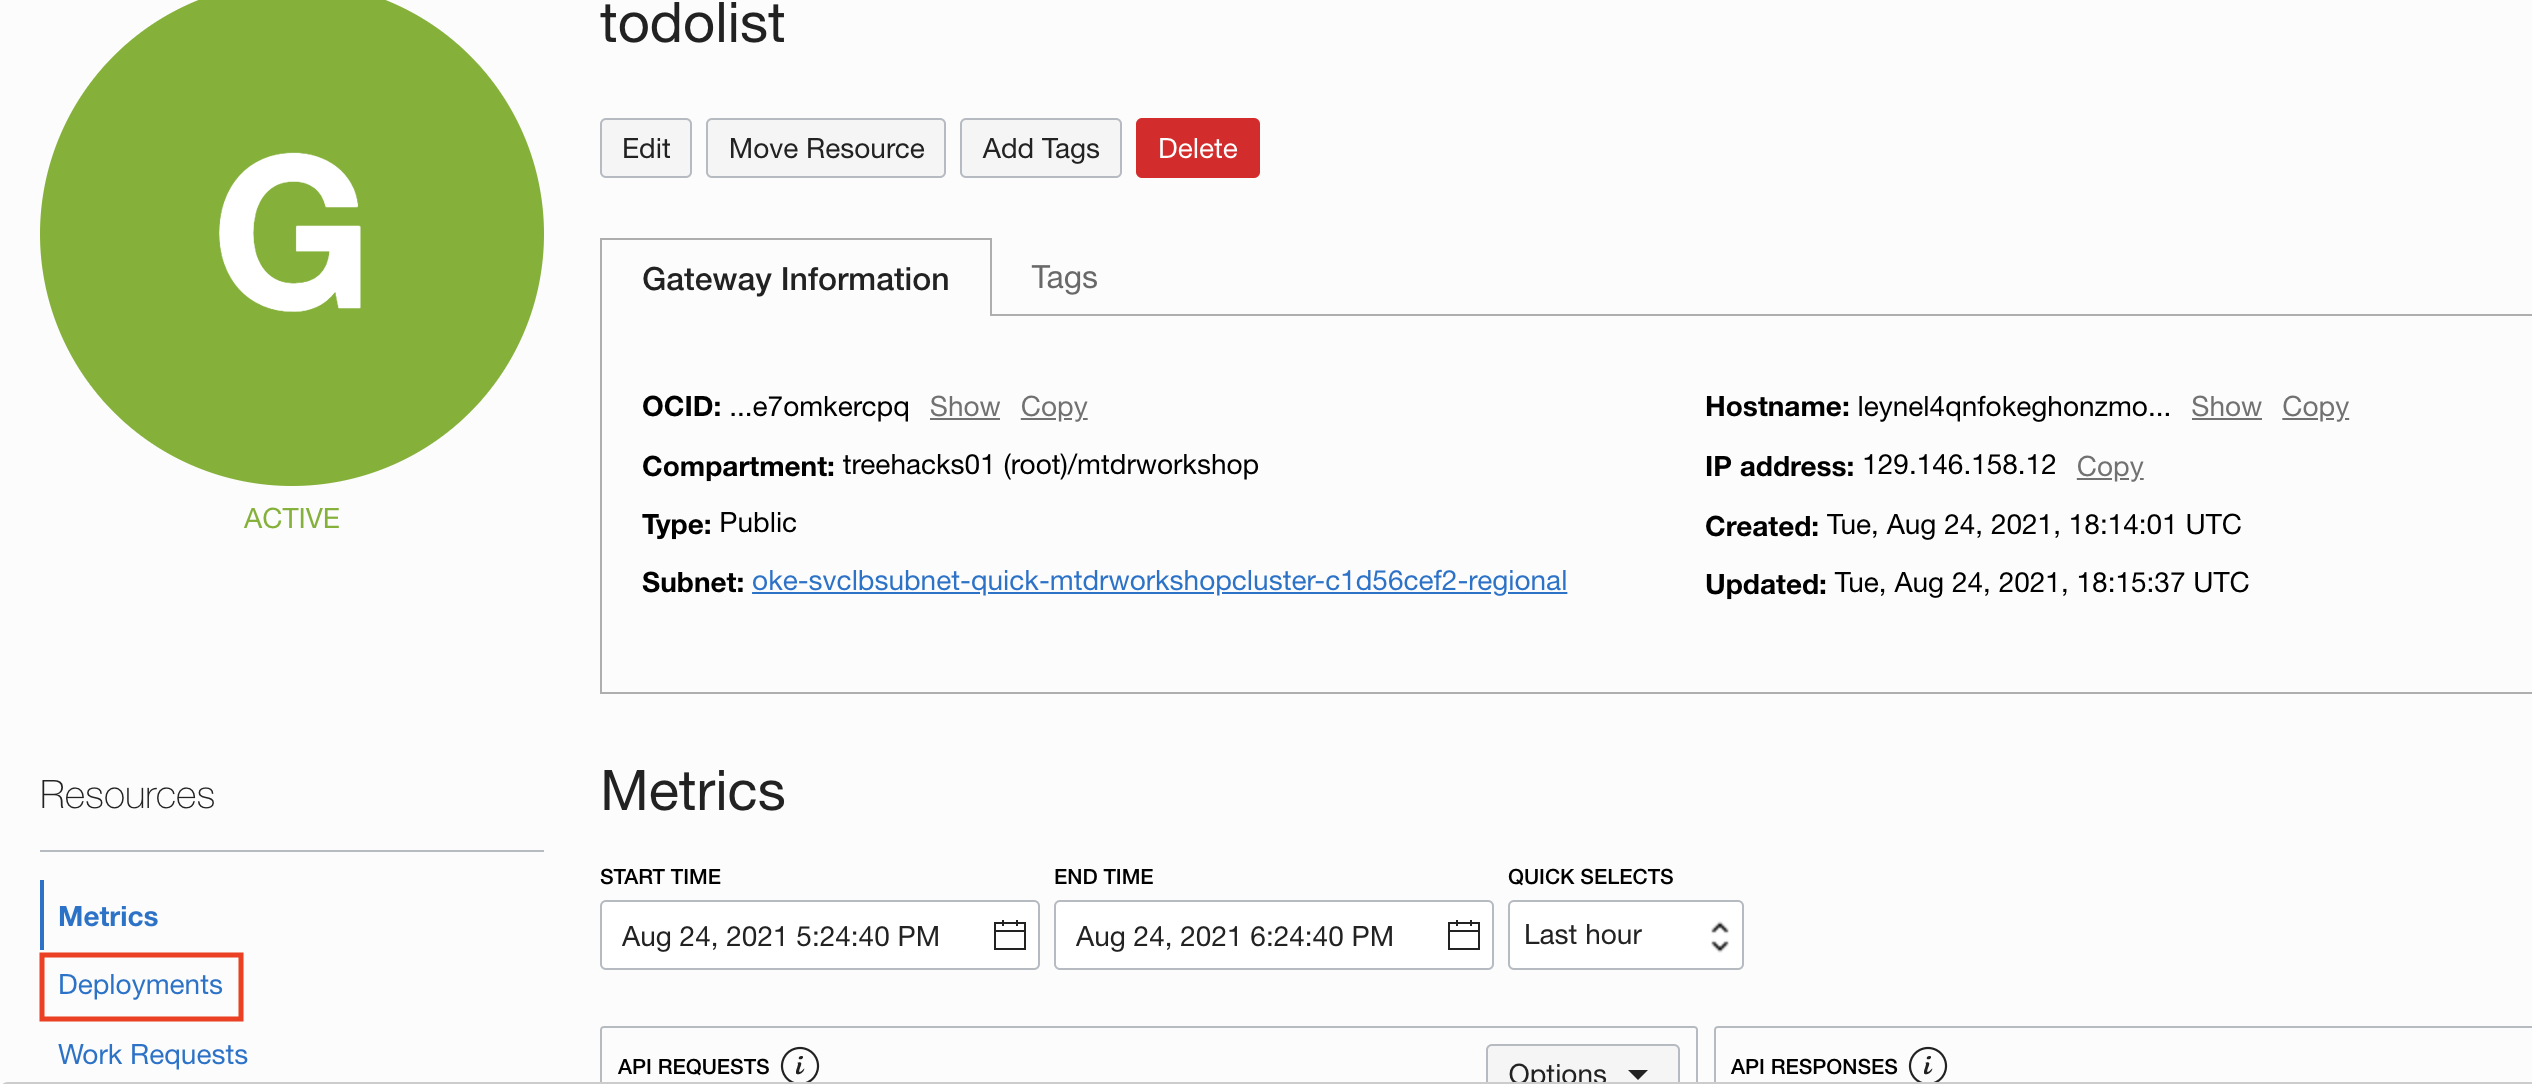 todolist
G
ACTIVE
Edit
Move Resource
Add Tags
Delete
Gateway Information
Tags
OCID: ...e7omkercpq Show Copy
Compartment: treehacks01 (root)/mtdrworkshop
Type: Public
Subnet: oke-svclbsubnet-quick-mtdrworkshopcluster-c1d56cef2-regional
Hostname: leynel4qnfokeghonzmo... Show Copy
IP address: 129.146.158.12 Copy
Created: Tue, Aug 24, 2021, 18:14:01 UTC
Updated: Tue, Aug 24, 2021, 18:15:37 UTC
Resources
Metrics
Deployments
Work Requests
Metrics
START TIME
Aug 24, 2021 5:24:40 PM
END TIME
Aug 24, 2021 6:24:40 PM
QUICK SELECTS
Last hour
API REQUESTS i
Options
API RESPONSES i